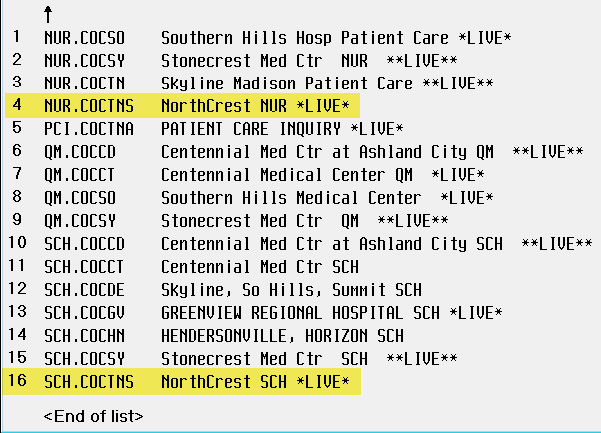 1 NUR.COCSO Southern Hills Hosp Patient Care *LIVE*
2 NUR.COCSY Stonecrest Med Ctr NUR **LIVE**
3 NUR.COCTN Skyline Madison Patient Care **LIVE**
4 NUR.COCTNS NorthCrest NUR *LIVE*
5 PCI.COCTNA PATIENT CARE INQUIRY *LIVE*
6 QM.COCCD Centennial Med Ctr at Ashland City QM **LIVE**
7 QM.COCCT Centennial Medical Center QM *LIVE*
8 QM.COCSO Southern Hills Medical Center *LIVE*
9 QM.COCSY Stonecrest Med Ctr QM **LIVE**
10 SCH.COCCD Centennial Med Ctr at Ashland City SCH **LIVE**
11 SCH.COCCT Centennial Med Ctr SCH
12 SCH.COCDE Skyline, So Hills, Summit SCH
13 SCH.COCGV GREENVIEW REGIONAL HOSPITAL SCH *LIVE*
14 SCH.COCHN HENDERSONVILLE, HORIZON SCH
15 SCH.COCSY Stonecrest Med Ctr SCH **LIVE**
16 SCH.COCTNS NorthCrest SCH *LIVE*
<End of list>